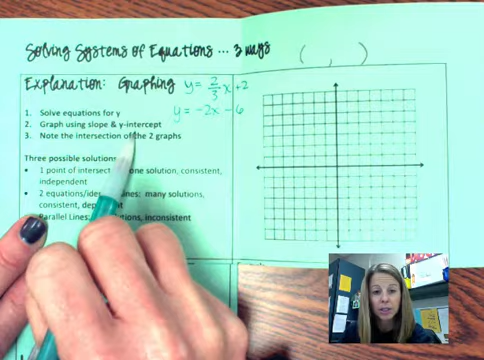 Solving Systems of Equations ... 3 ways ( , )
Explanation: Graphing y = 2/3 x + 2
y = -2x - 6
1. Solve equations for y
2. Graph using slope & y-intercept
3. Note the intersection of the 2 graphs
Three possible solutions
1 point of intersect one solution, consistent,
independent
2 equations/ide lines: many solutions,
consistent,
Parallel Lines: inconsistent